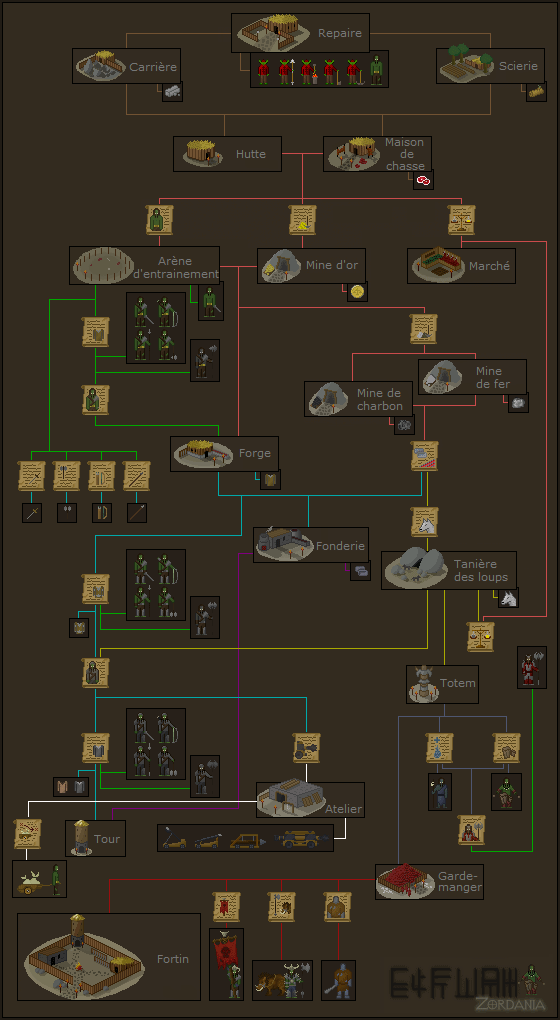 Repaire
Carrière
Scierie
Hutte
Maison
de
chasse
Arène
d'entrainement
Mine d'or
Marché
Mine de
charbon
Mine
de fer
Forge
Fonderie
Tanière
des loups
Totem
Atelier
Tour
Garde-
manger
Fortin
ZORDANIA